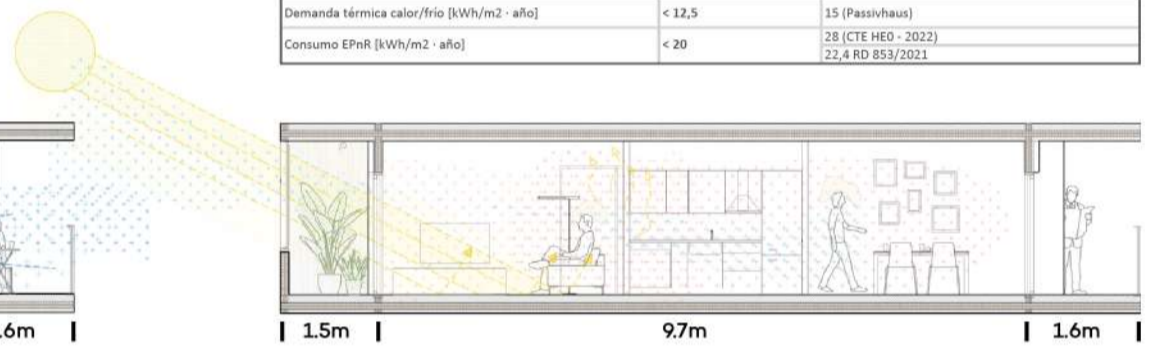 Demanda térmica calor/frío [kWh/m2 · año] < 12,5 15 (Passivhaus)
Consumo EPnR [kWh/m2 · año] < 20 28 (CTE HE0 - 2022)
22,4 RD 853/2021
.6m 1.5m 9.7m 1.6m